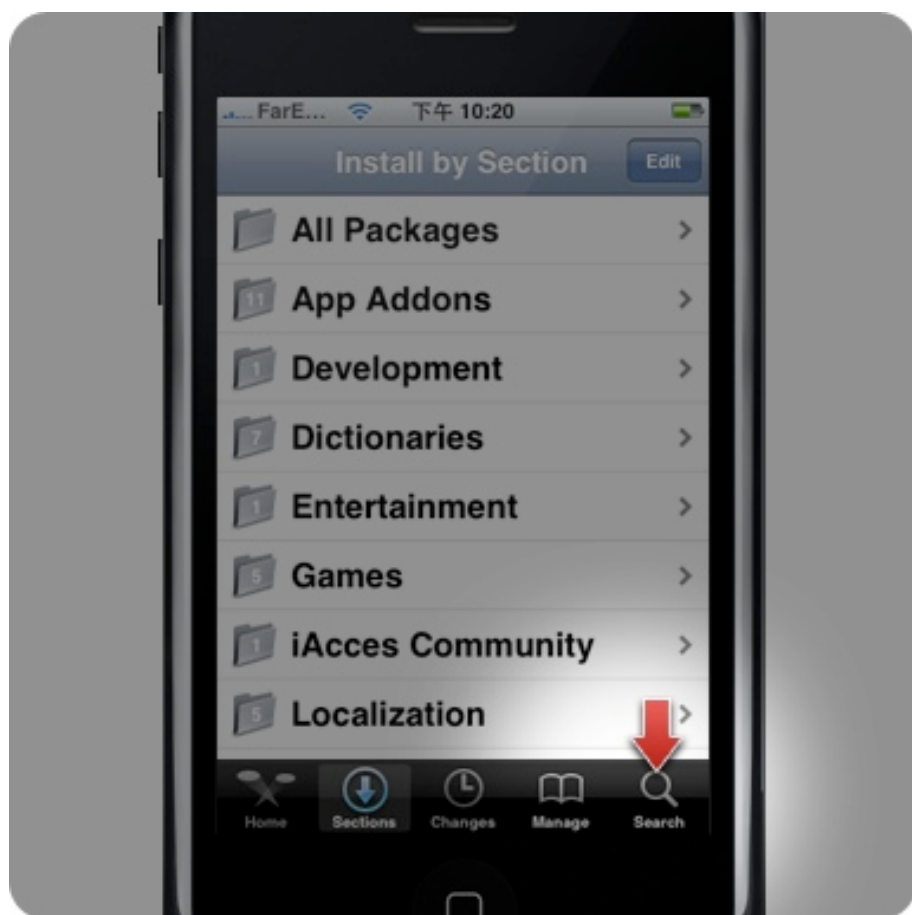 FarE... 下午 10:20
Install by Section Edit
All Packages
11 App Addons
1 Development
7 Dictionaries
1 Entertainment
5 Games
1 iAcces Community
5 Localization
Home Sections Changes Manage Search